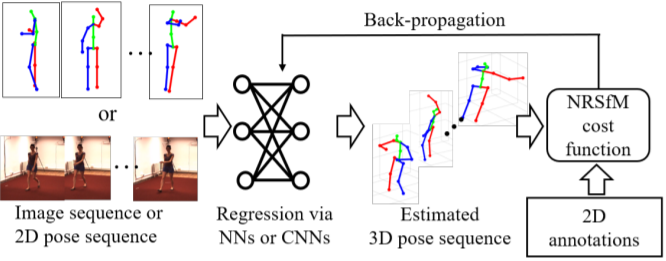 Back-propagation
or
Image sequence or
2D pose sequence
Regression via
NNs or CNNs
Estimated
3D pose sequence
NRSfM
cost
function
2D
annotations